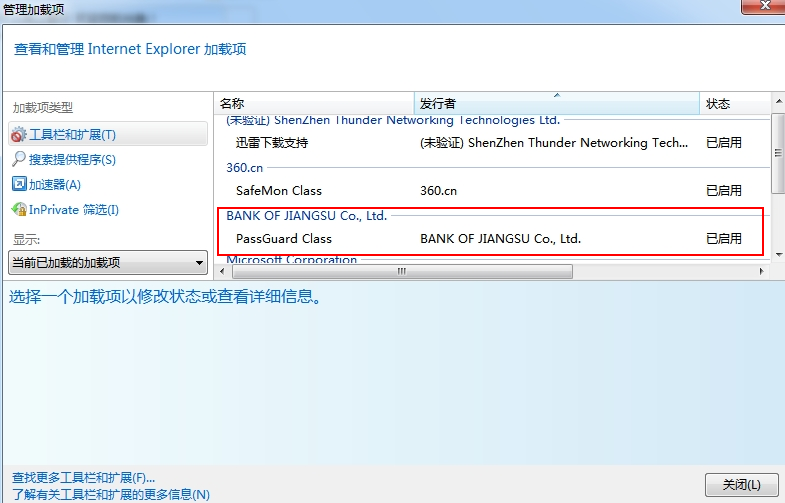 管理加载项
查看和管理 Internet Explorer 加载项
加载项类型
工具栏和扩展(T)
搜索提供程序(S)
加速器(A)
InPrivate 筛选(I)
显示:
当前已加载的加载项
名称 发行者 状态
(未验证) ShenZhen Thunder Networking Technologies Ltd.
迅雷下载支持 (未验证) ShenZhen Thunder Networking Tech... 已启用
360.cn
SafeMon Class 360.cn 已启用
BANK OF JIANGSU Co., Ltd.
PassGuard Class BANK OF JIANGSU Co., Ltd. 已启用
Microsoft Corporation
选择一个加载项以修改状态或查看详细信息。
查找更多工具栏和扩展(F)...
了解有关工具栏和扩展的更多信息(N)
关闭(L)